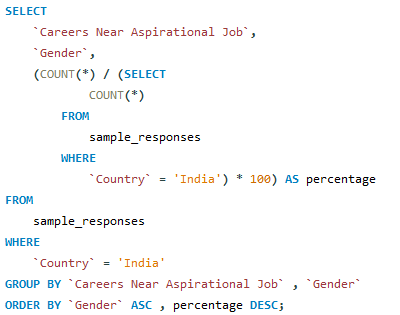 SELECT
`Careers Near Aspirational Job`,
`Gender`,
(COUNT(*) / (SELECT
COUNT(*)
FROM
sample_responses
WHERE
`Country` = 'India') * 100) AS percentage
FROM
sample_responses
WHERE
`Country` = 'India'
GROUP BY `Careers Near Aspirational Job` , `Gender`
ORDER BY `Gender` ASC , percentage DESC;